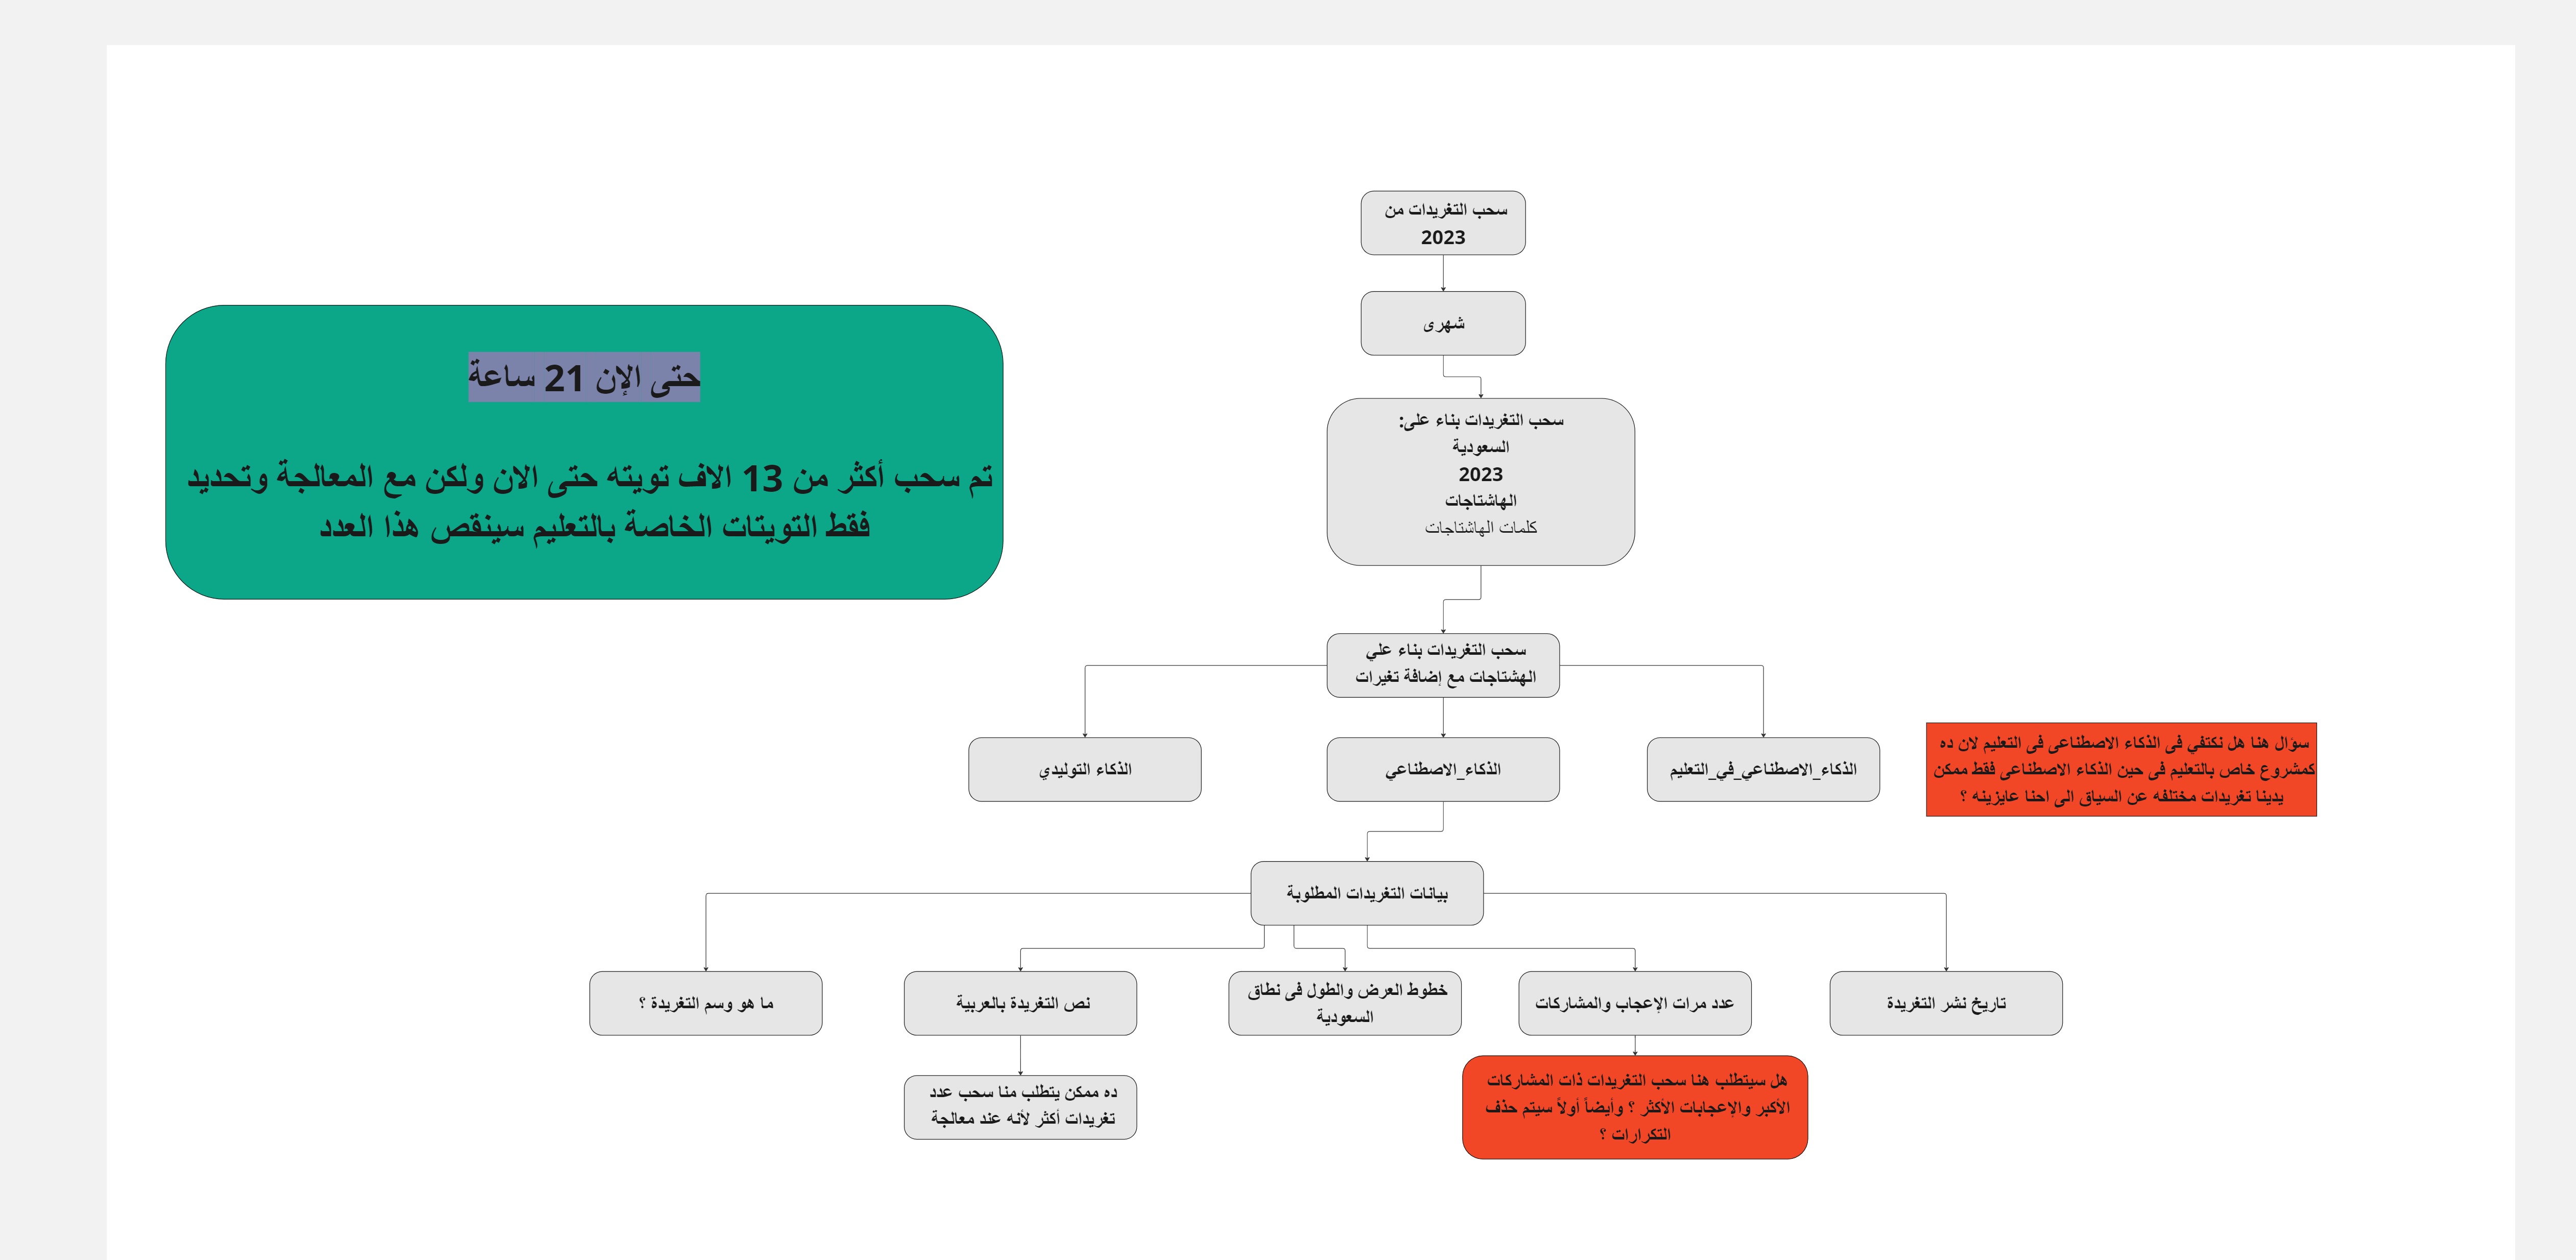 سحب التغريدات من
2023
شهرى
حتى الإن 21 ساعة
تم سحب أكثر من 13 الاف تويته حتى الان ولكن مع المعالجة وتحديد
فقط التويتات الخاصة بالتعليم سينقص هذا العدد
سحب التغريدات بناء على:
السعودية
2023
الهاشتاجات
كلمات الهاشتاجات
سحب التغريدات بناء علي
الهشتاجات مع إضافة تغيرات
سؤال هنا هل نكتفي فى الذكاء الاصطناعى فى التعليم لان ده
كمشروع خاص بالتعليم فى حين الذكاء الاصطناعى فقط ممكن
يدينا تغريدات مختلفه عن السياق الى احنا عايزينه ؟
الذكاء_الاصطناعي_في_التعليم
الذكاء_الاصطناعي
الذكاء التوليدي
بيانات التغريدات المطلوبة
تاريخ نشر التغريدة
عدد مرات الإعجاب والمشاركات
خطوط العرض والطول فى نطاق
السعودية
نص التغريدة بالعربية
ما هو وسم التغريدة ؟
هل سيتطلب هنا سحب التغريدات ذات المشاركات
الأكبر والإعجابات الأكثر ؟ وأيضاً أولاً سيتم حذف
التكرارات ؟
ده ممكن يتطلب منا سحب عدد
تغريدات أكثر لأنه عند معالجة